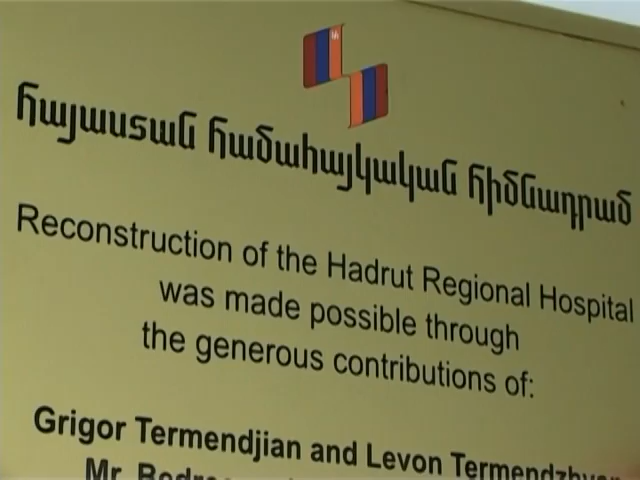 հայաստան համահայկական հիմնադրամ
Reconstruction of the Hadrut Regional Hospital
was made possible through
the generous contributions of:
Grigor Termendjian and Levon
Mr.